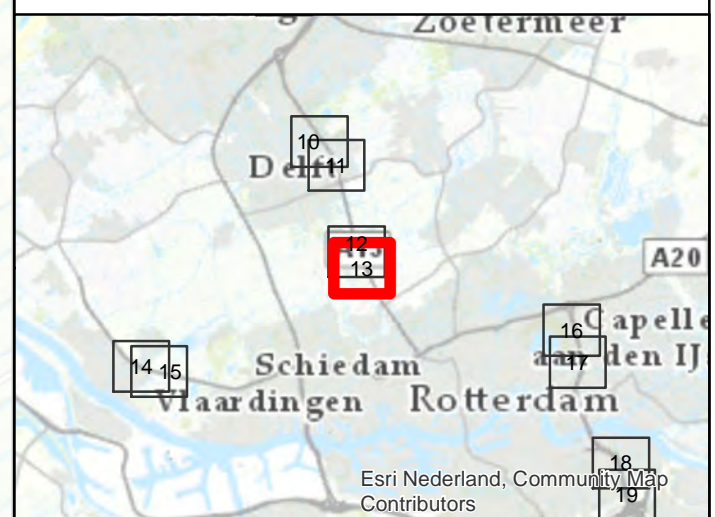 Zoetermeer
10
Delft
11
12
A13
13
A20
16
Capelle
14
15
Schiedam
aan den IJ
17
Vlaardingen
Rotterdam
18
Esri Nederland, Community Map
Contributors
19